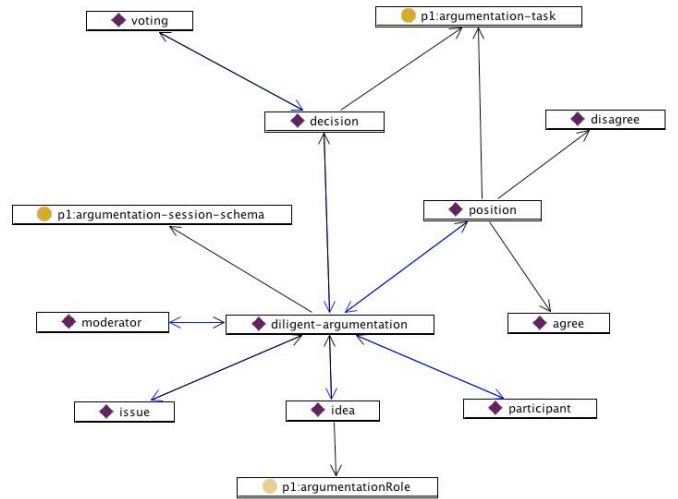 p1:argumentation-task
voting
decision
disagree
p1:argumentation-session-schema
position
moderator
diligent-argumentation
agree
issue
idea
participant
p1:argumentationRole